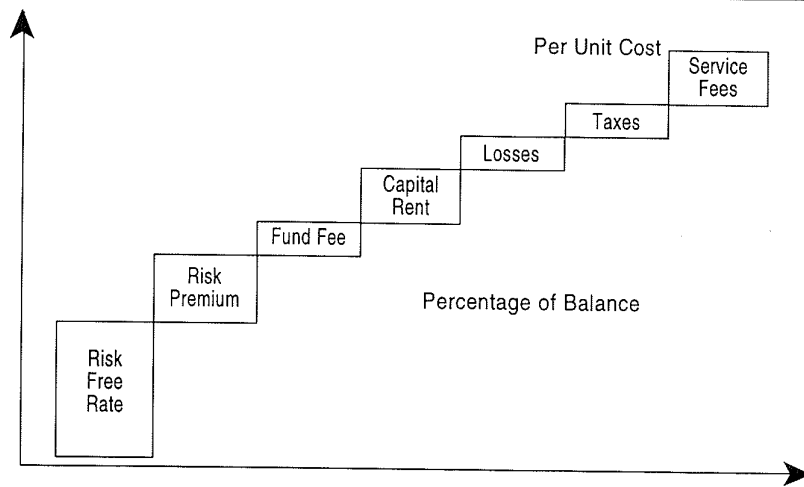 Per Unit Cost
Service
Fees
Taxes
Losses
Capital
Rent
Fund Fee
Risk
Premium
Percentage of Balance
Risk
Free
Rate